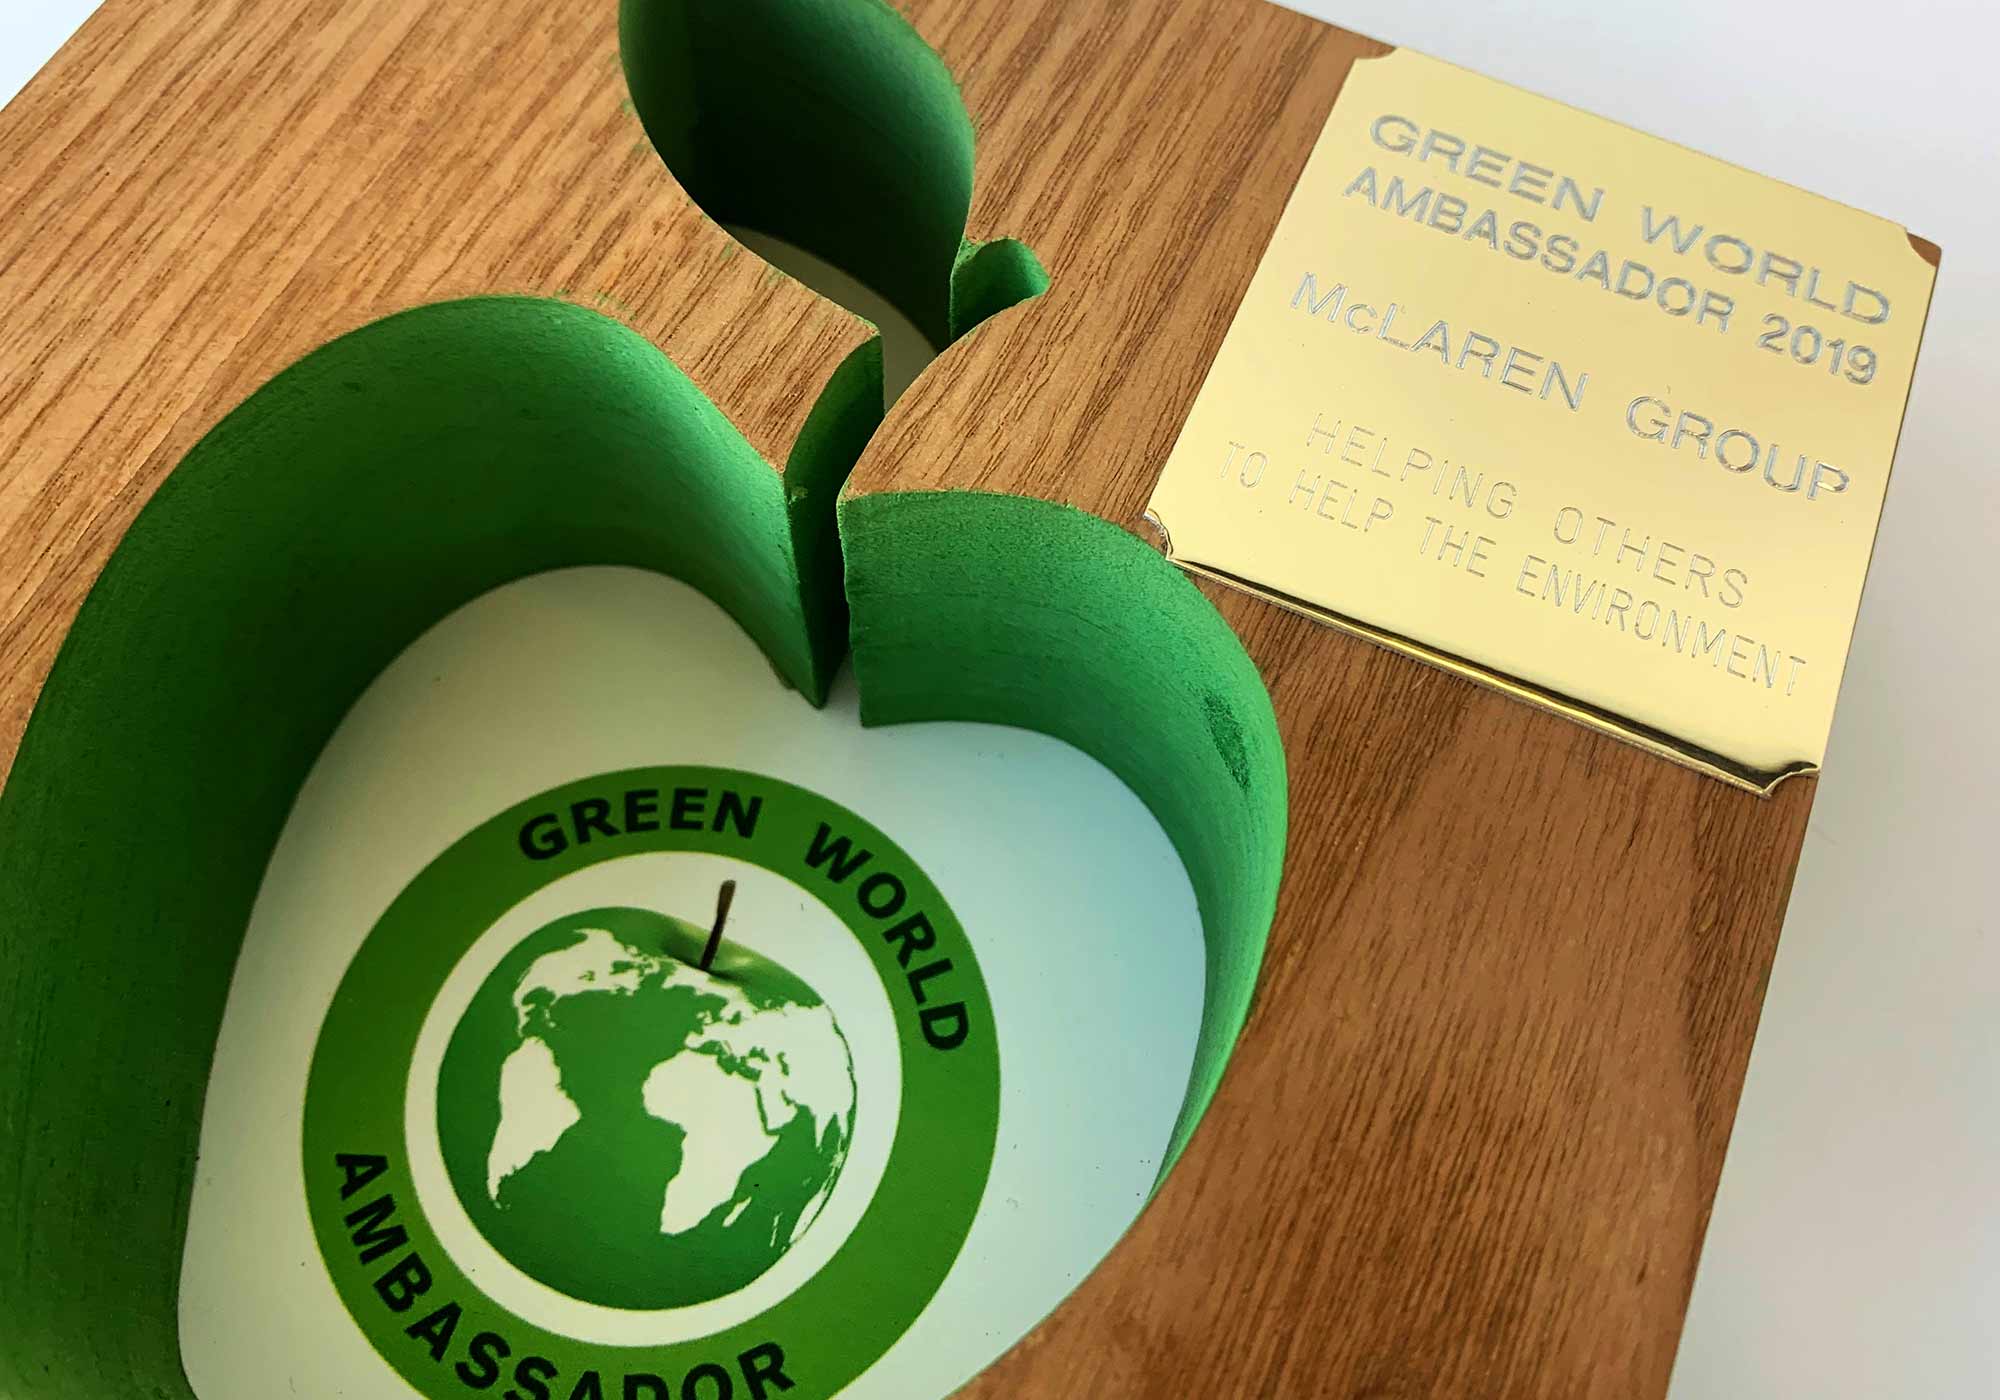 GREEN WORLD
AMBASSADOR 2019
McLAREN GROUP
HELPING OTHERS
TO HELP THE ENVIRONMENT
GREEN WORLD
AMBASSADOR